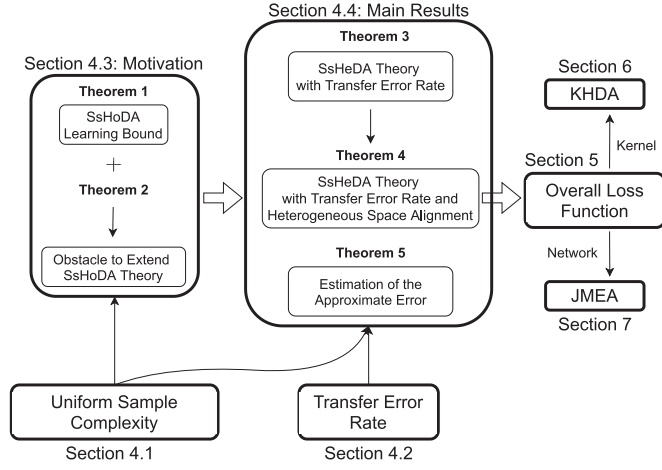 Section 4.3: Motivation
Theorem 1
SsHoDA
Learning Bound
+
Theorem 2
Obstacle to Extend
SsHoDA Theory
Section 4.4: Main Results
Theorem 3
SsHeDA Theory
with Transfer Error Rate
Theorem 4
SsHeDA Theory
with Transfer Error Rate and
Heterogeneous Space Alignment
Theorem 5
Estimation of the
Approximate Error
Section 6
KHDA
Kernel
Section 5
Overall Loss
Function
Network
JMEA
Section 7
Uniform Sample
Complexity
Section 4.1
Transfer Error
Rate
Section 4.2